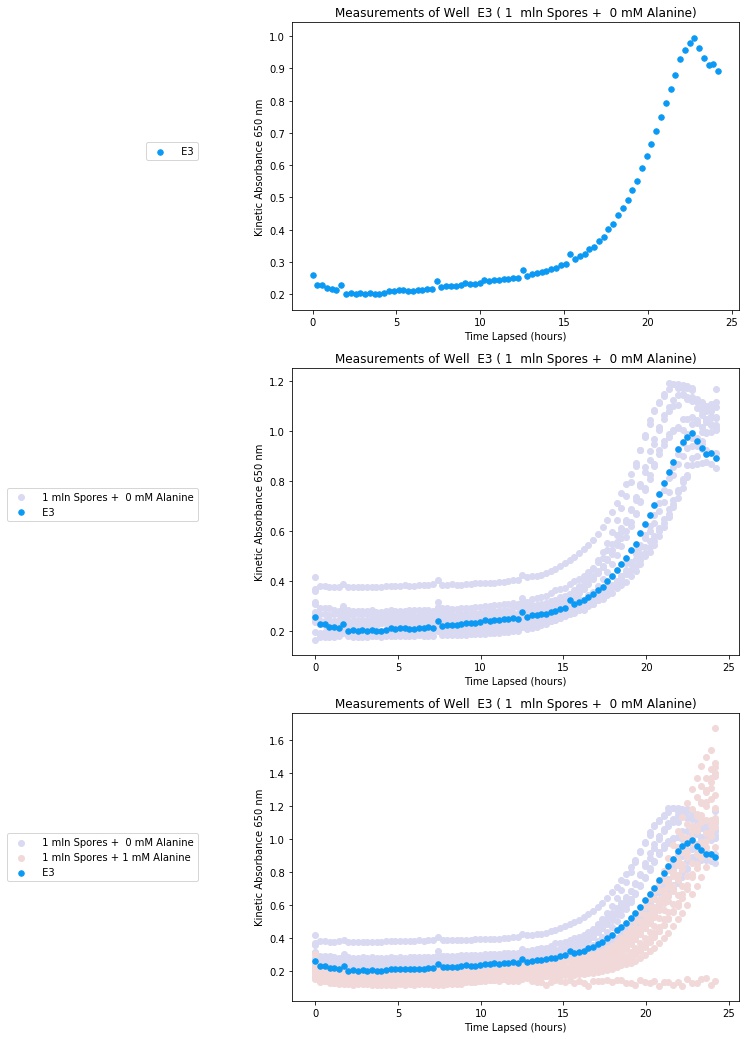 Measurements of Well  E3 ( 1  mln Spores +  0 mM Alanine)
1.0
0.9
0.8
0.7
0.6
0.5
0.4
0.3
0.2
Kinetic Absorbance 650 nm
E3
0
5
10
15
20
25
Time Lapsed (hours)
Measurements of Well  E3 ( 1  mln Spores +  0 mM Alanine)
1.2
1.0
0.8
0.6
0.4
0.2
Kinetic Absorbance 650 nm
1 mln Spores +  0 mM Alanine
E3
0
5
10
15
20
25
Time Lapsed (hours)
Measurements of Well  E3 ( 1  mln Spores +  0 mM Alanine)
1.6
1.4
1.2
1.0
0.8
0.6
0.4
0.2
Kinetic Absorbance 650 nm
1 mln Spores +  0 mM Alanine
1 mln Spores + 1 mM Alanine
E3
0
5
10
15
20
25
Time Lapsed (hours)